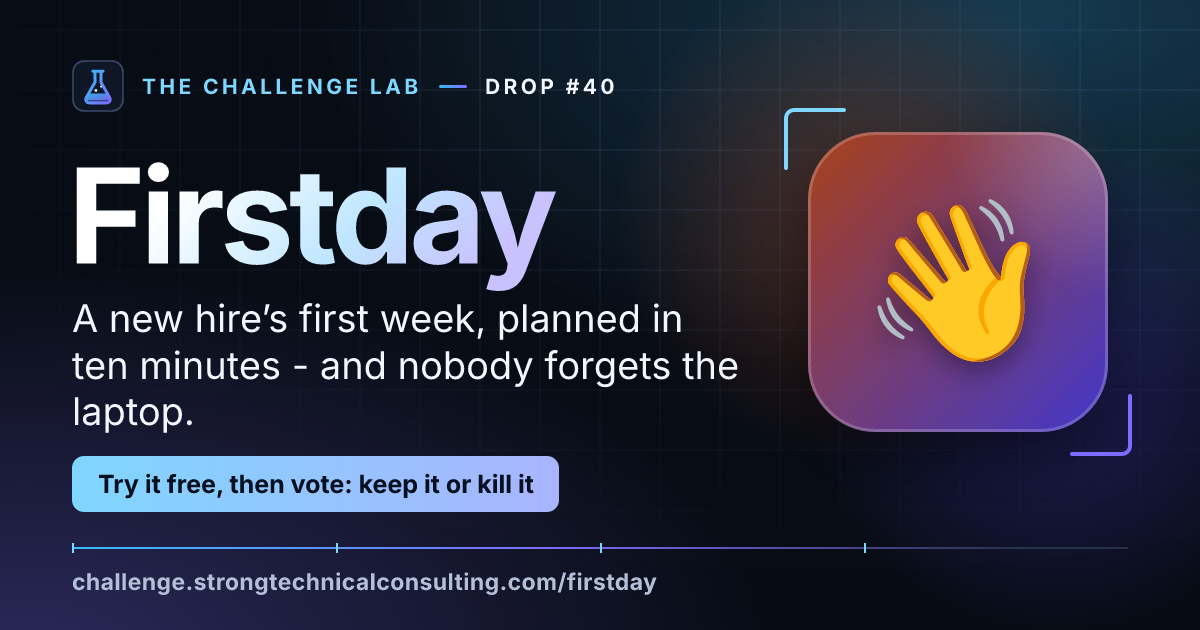 THE CHALLENGE LAB — DROP #40
Firstday
A new hire’s first week, planned in
ten minutes - and nobody forgets the
laptop.
Try it free, then vote: keep it or kill it
challenge.strongtechnicalconsulting.com/firstday